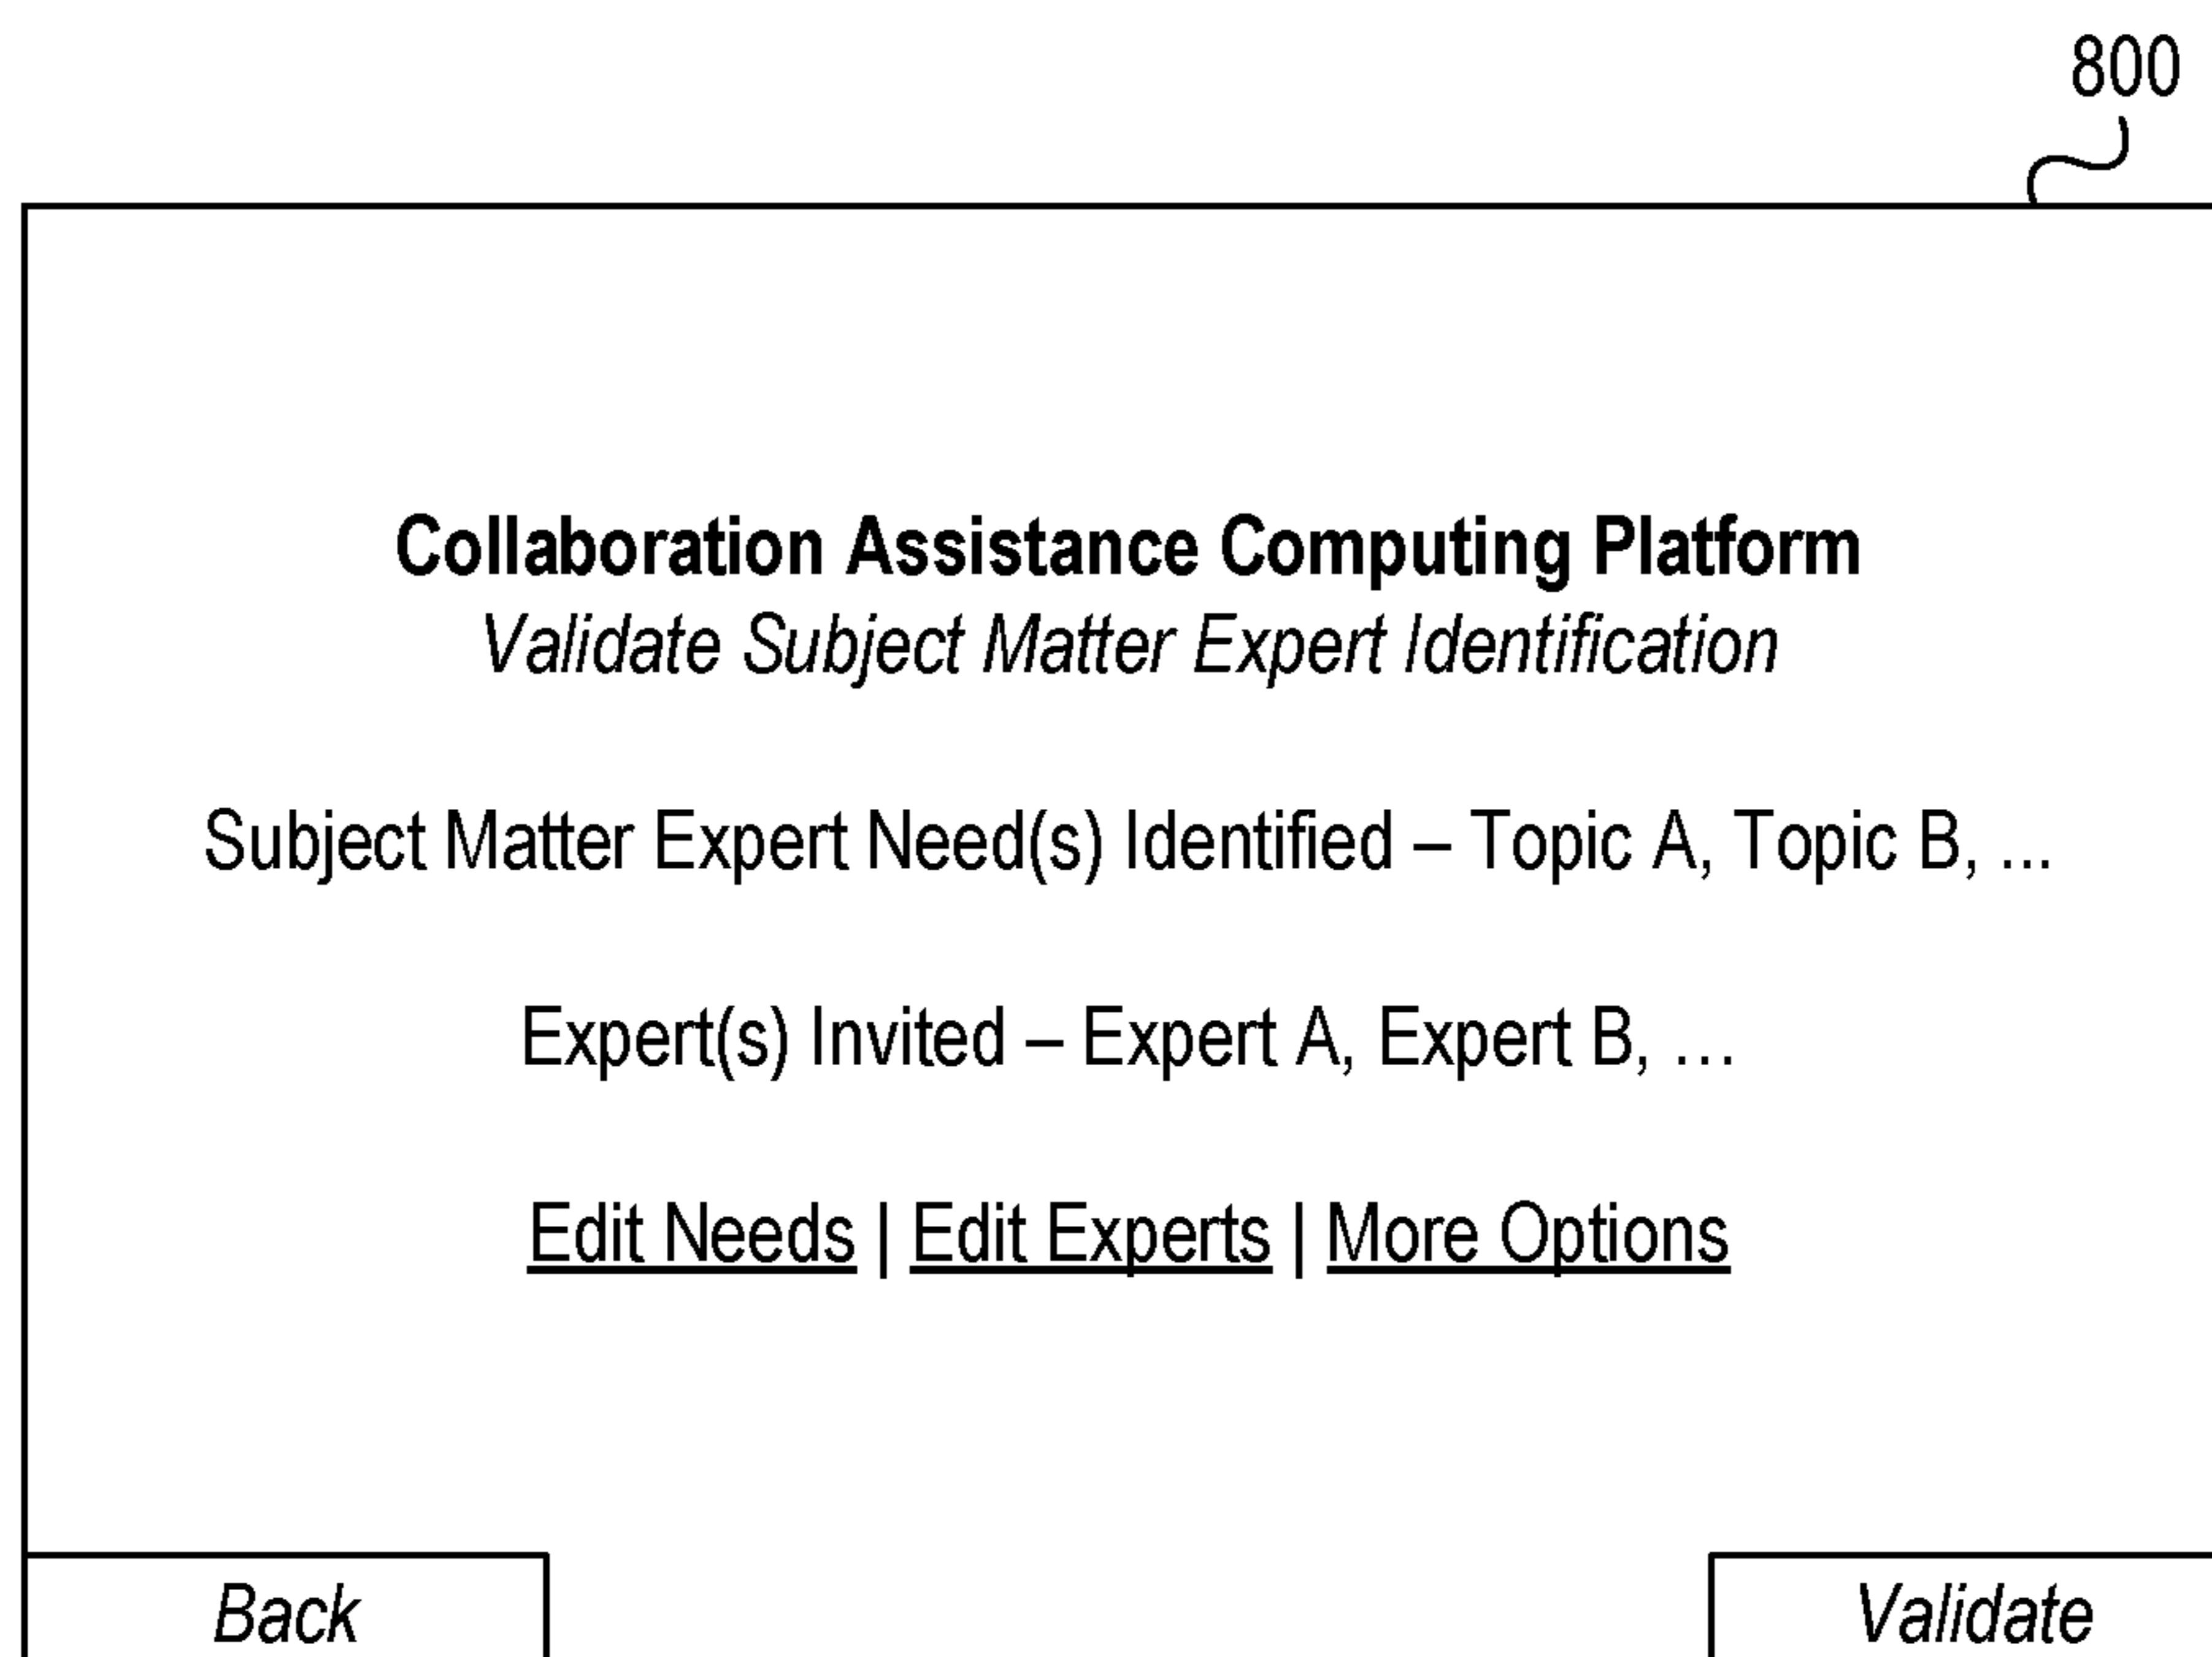 800
Collaboration Assistance Computing Platform
Validate Subject Matter Expert Identification
Subject Matter Expert Need(s) Identified – Topic A, Topic B, ...
Expert(s) Invited – Expert A, Expert B, ...
Edit Needs | Edit Experts | More Options
Back
Validate